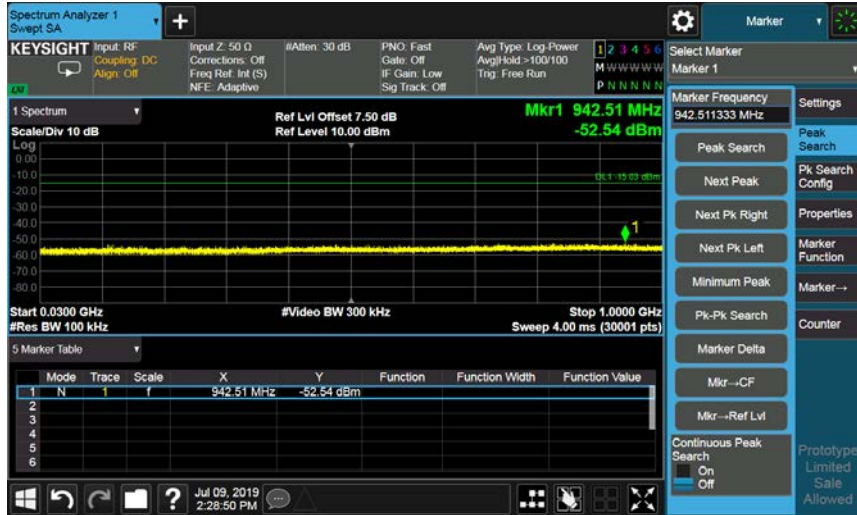 Spectrum Analyzer 1
Swept SA
+
Marker
KEYSIGHT
Input: RF
Coupling: DC
Align: Off
Input Z: 50 Ω
Corrections: Off
Freq Ref: Int (S)
NFE: Adaptive
#Atten: 30 dB
PNO: Fast
Gate: Off
IF Gain: Low
Sig Track: Off
Avg Type: Log-Power
Avg|Hold:>100/100
Trig: Free Run
1 2 3 4 5 6
M W W W W W
P N N N N N
LXI
Select Marker
Marker 1
1 Spectrum
Scale/Div 10 dB
Ref Lvl Offset 7.50 dB
Ref Level 10.00 dBm
Mkr1 942.51 MHz
-52.54 dBm
Log
0.00
-10.0
-20.0
-30.0
-40.0
-50.0
-60.0
-70.0
-80.0
DL1 -15.03 dBm
1
Start 0.0300 GHz
#Res BW 100 kHz
#Video BW 300 kHz
Stop 1.0000 GHz
Sweep 4.00 ms (30001 pts)
5 Marker Table
Mode Trace Scale X Y Function Function Width Function Value
1 N 1 f 942.51 MHz -52.54 dBm
2
3
4
5
6
Marker Frequency
942.511333 MHz
Peak Search
Next Peak
Next Pk Right
Next Pk Left
Minimum Peak
Pk-Pk Search
Marker Delta
Mkr→CF
Mkr→Ref Lvl
Continuous Peak
Search
On
Off
Settings
Peak
Search
Pk Search
Config
Properties
Marker
Function
Marker→
Counter
Prototype
Limited
Sale
Allowed
?
Jul 09, 2019
2:28:50 PM